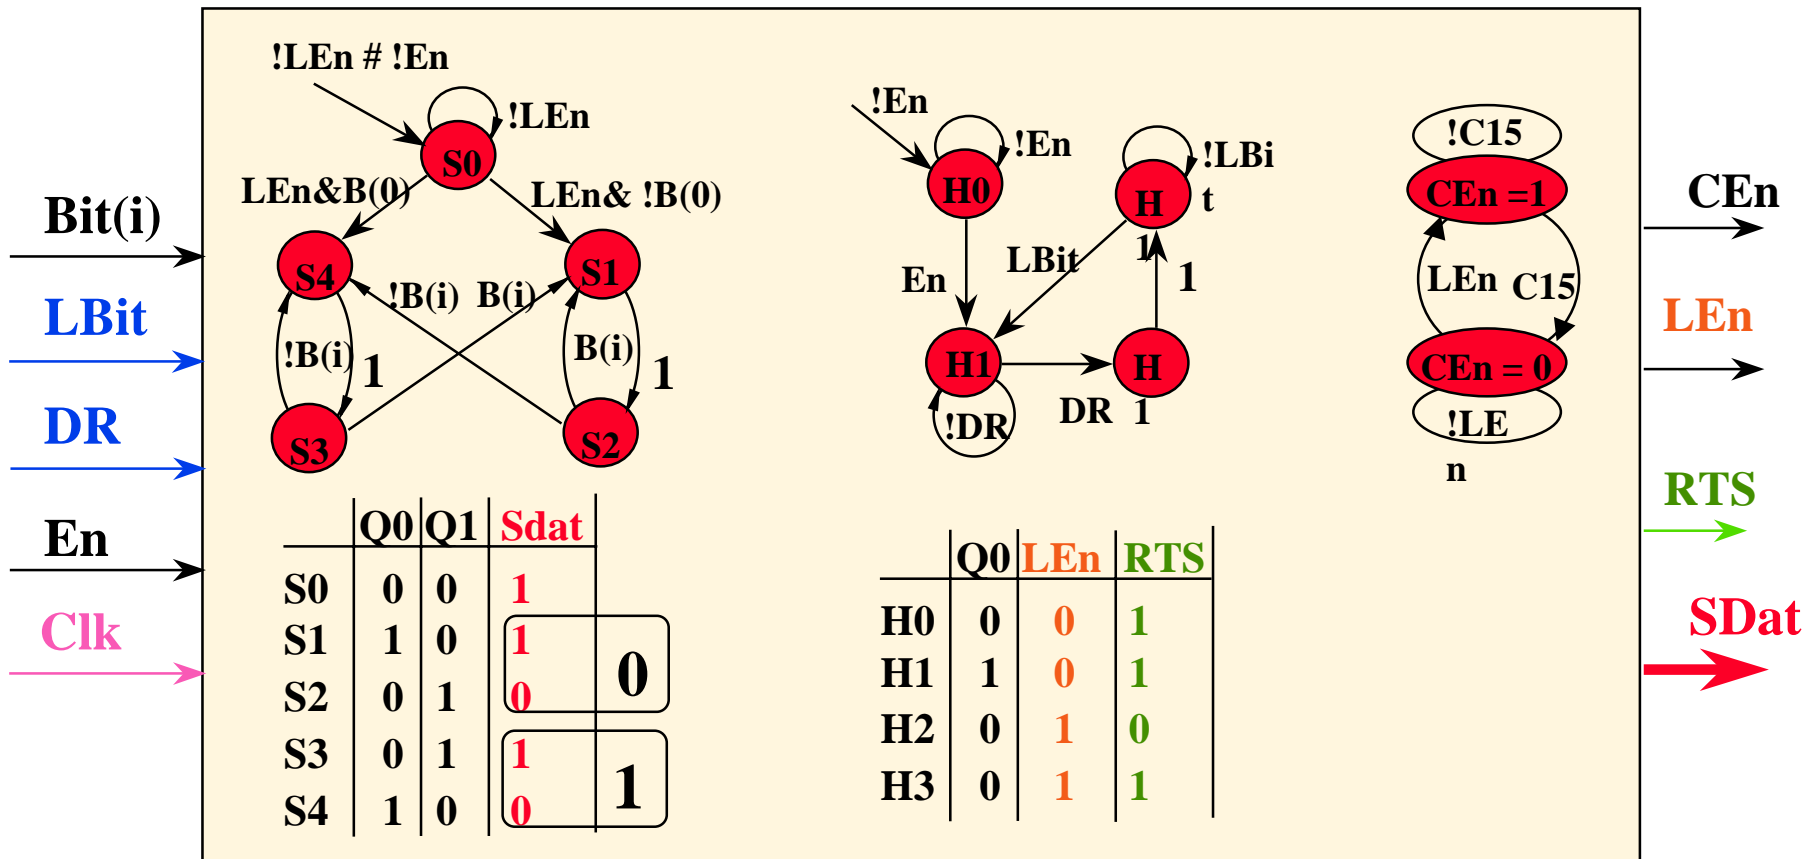 Bit(i)
LBit
DR
En
Clk
!LEn # !En
!LEn
S0
LEn&B(0)
LEn& !B(0)
S4
S1
!B(i)
B(i)
!B(i)
1
B(i)
1
S3
S2
Q0 Q1 Sdat
S0 0 0 1
S1 1 0 1
S2 0 1 0
0
S3 0 1 1
S4 1 0 0
1
!En
!En
H0
!LBi
t
H
1
En
LBit
1
H1
H
1
!DR
DR
Q0 LEn RTS
H0 0 0 1
H1 1 0 1
H2 0 1 0
H3 0 1 1
!C15
CEn =1
LEn
C15
CEn = 0
!LE
n
CEn
LEn
RTS
SDat